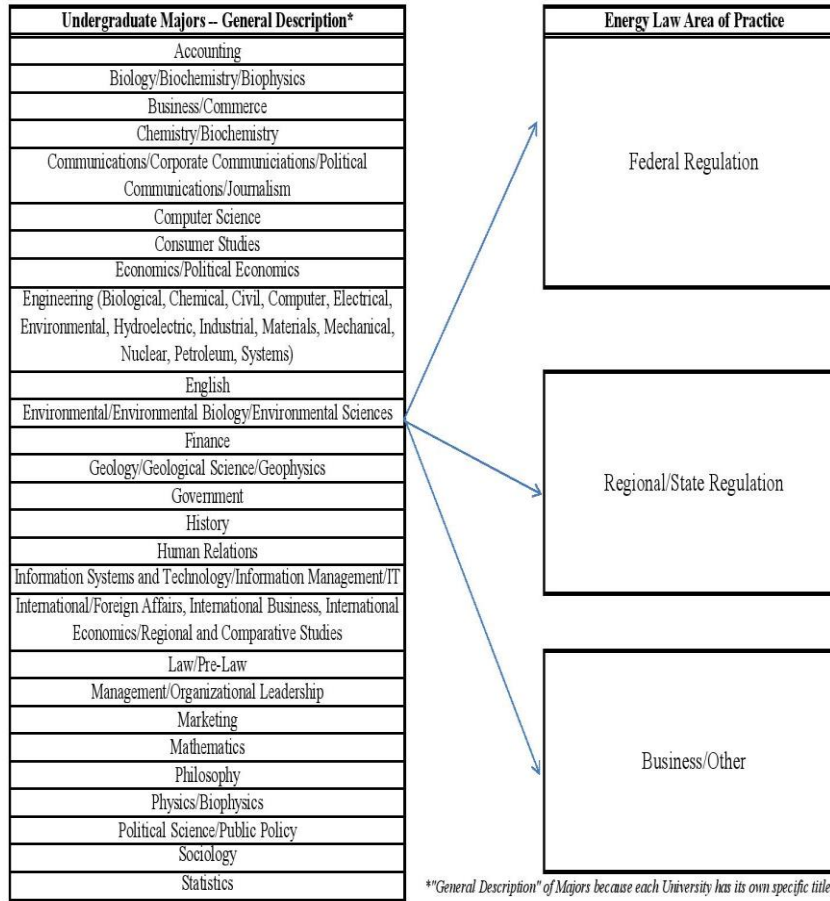 Undergraduate Majors -- General Description*
Accounting
Biology/Biochemistry/Biophysics
Business/Commerce
Chemistry/Biochemistry
Communications/Corporate Communiciations/Political
Communications/Journalism
Computer Science
Consumer Studies
Economics/Political Economics
Engineering (Biological, Chemical, Civil, Computer, Electrical,
Environmental, Hydroelectric, Industrial, Materials, Mechanical,
Nuclear, Petroleum, Systems)
English
Environmental/Environmental Biology/Environmental Sciences
Finance
Geology/Geological Science/Geophysics
Government
History
Human Relations
Information Systems and Technology/Information Management/IT
International/Foreign Affairs, International Business, International
Economics/Regional and Comparative Studies
Law/Pre-Law
Management/Organizational Leadership
Marketing
Mathematics
Philosophy
Physics/Biophysics
Political Science/Public Policy
Sociology
Statistics
Energy Law Area of Practice
Federal Regulation
Regional/State Regulation
Business/Other
*"General Description" of Majors because each University has its own specific title